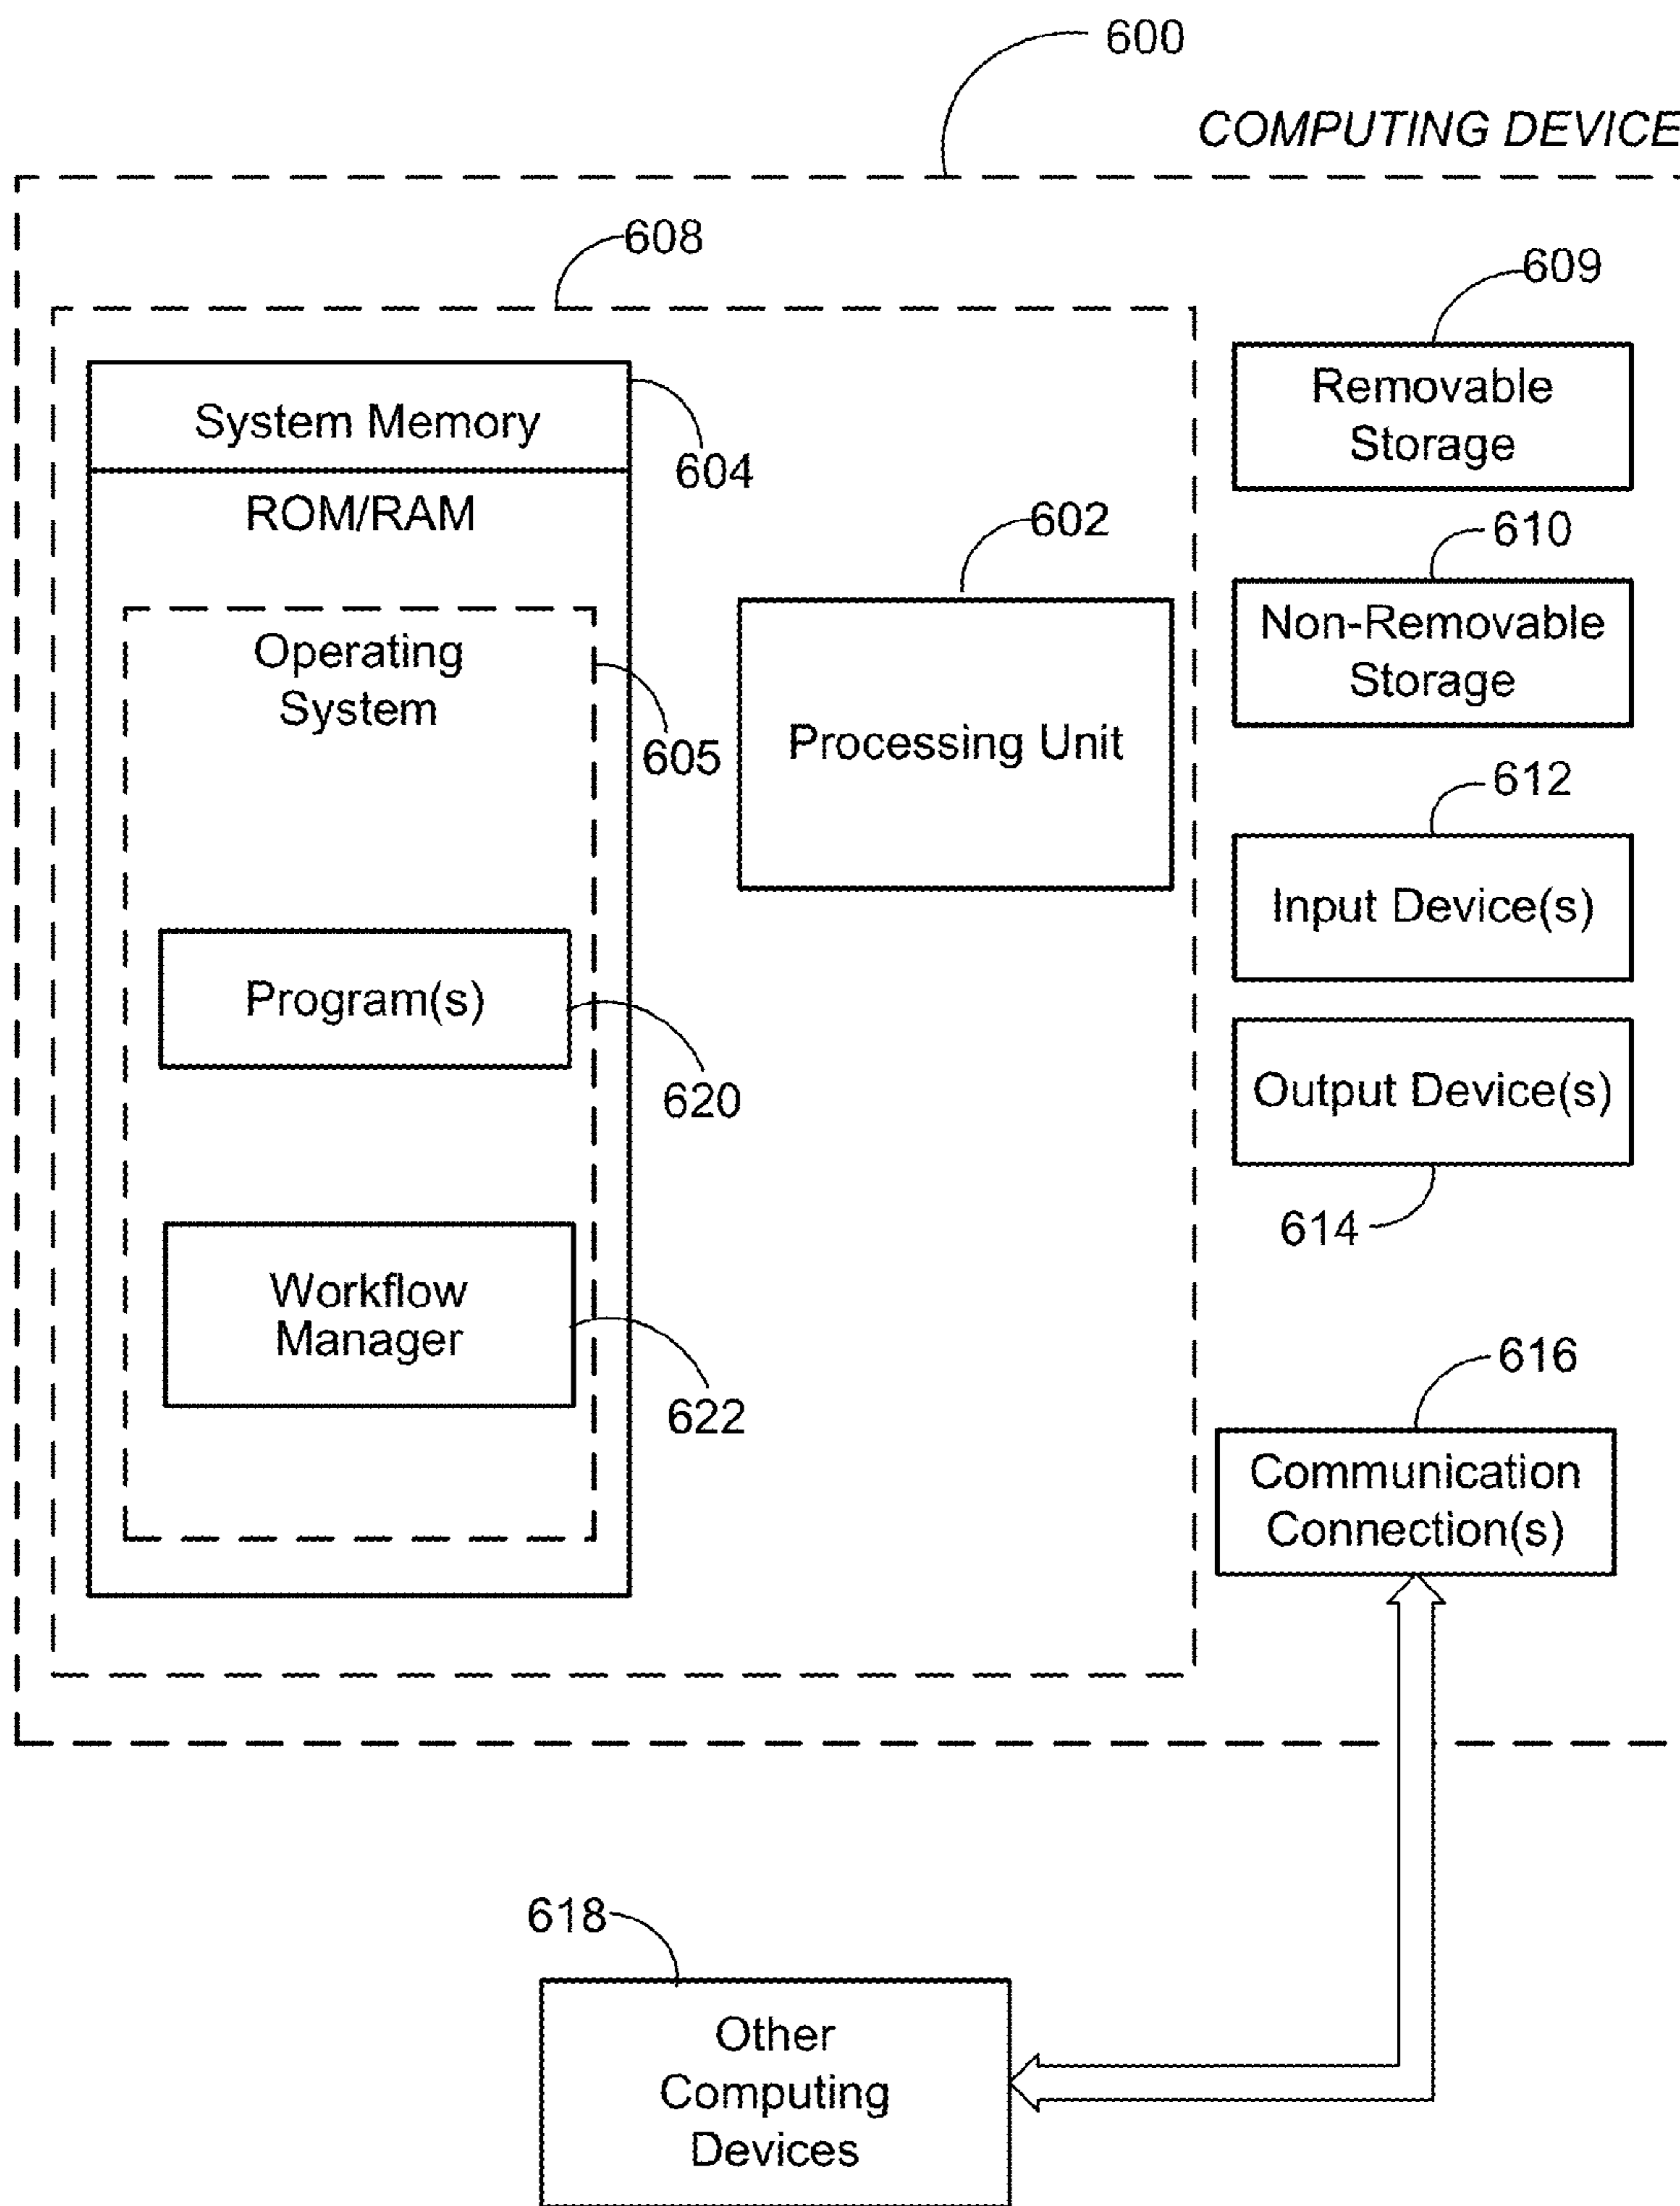 600
COMPUTING DEVICE
608
609
System Memory
604
ROM/RAM
Removable
Storage
602
610
Operating
System
605
Processing Unit
Non-Removable
Storage
612
Input Device(s)
Program(s)
620
Output Device(s)
614
Workflow
Manager
622
616
Communication
Connection(s)
618
Other
Computing
Devices